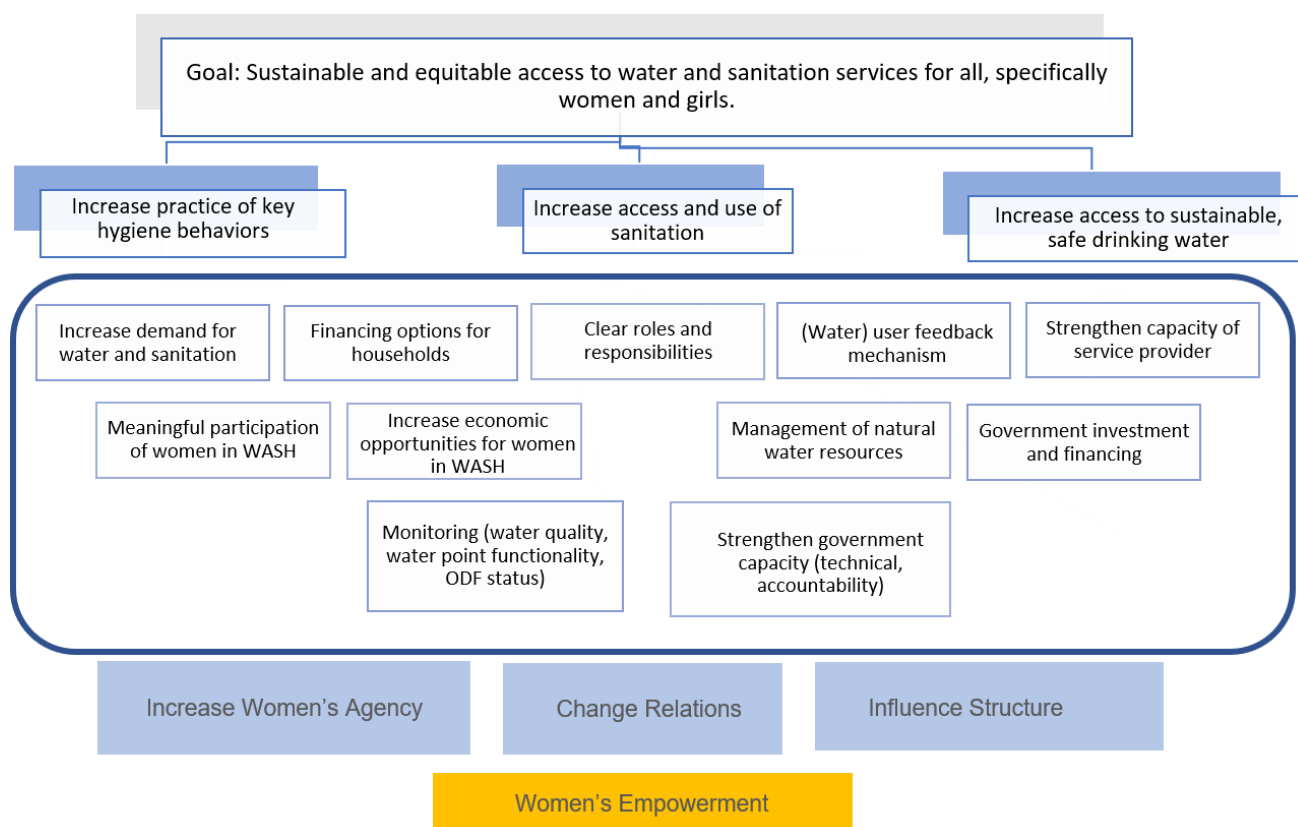 Goal: Sustainable and equitable access to water and sanitation services for all, specifically
women and girls.
Increase practice of key
hygiene behaviors
Increase access and use of
sanitation
Increase access to sustainable,
safe drinking water
Increase demand for
water and sanitation
Financing options for
households
Clear roles and
responsibilities
(Water) user feedback
mechanism
Strengthen capacity of
service provider
Meaningful participation
of women in WASH
Increase economic
opportunities for women
in WASH
Management of natural
water resources
Government investment
and financing
Monitoring (water quality,
water point functionality,
ODF status)
Strengthen government
capacity (technical,
accountability)
Increase Women’s Agency
Change Relations
Influence Structure
Women’s Empowerment